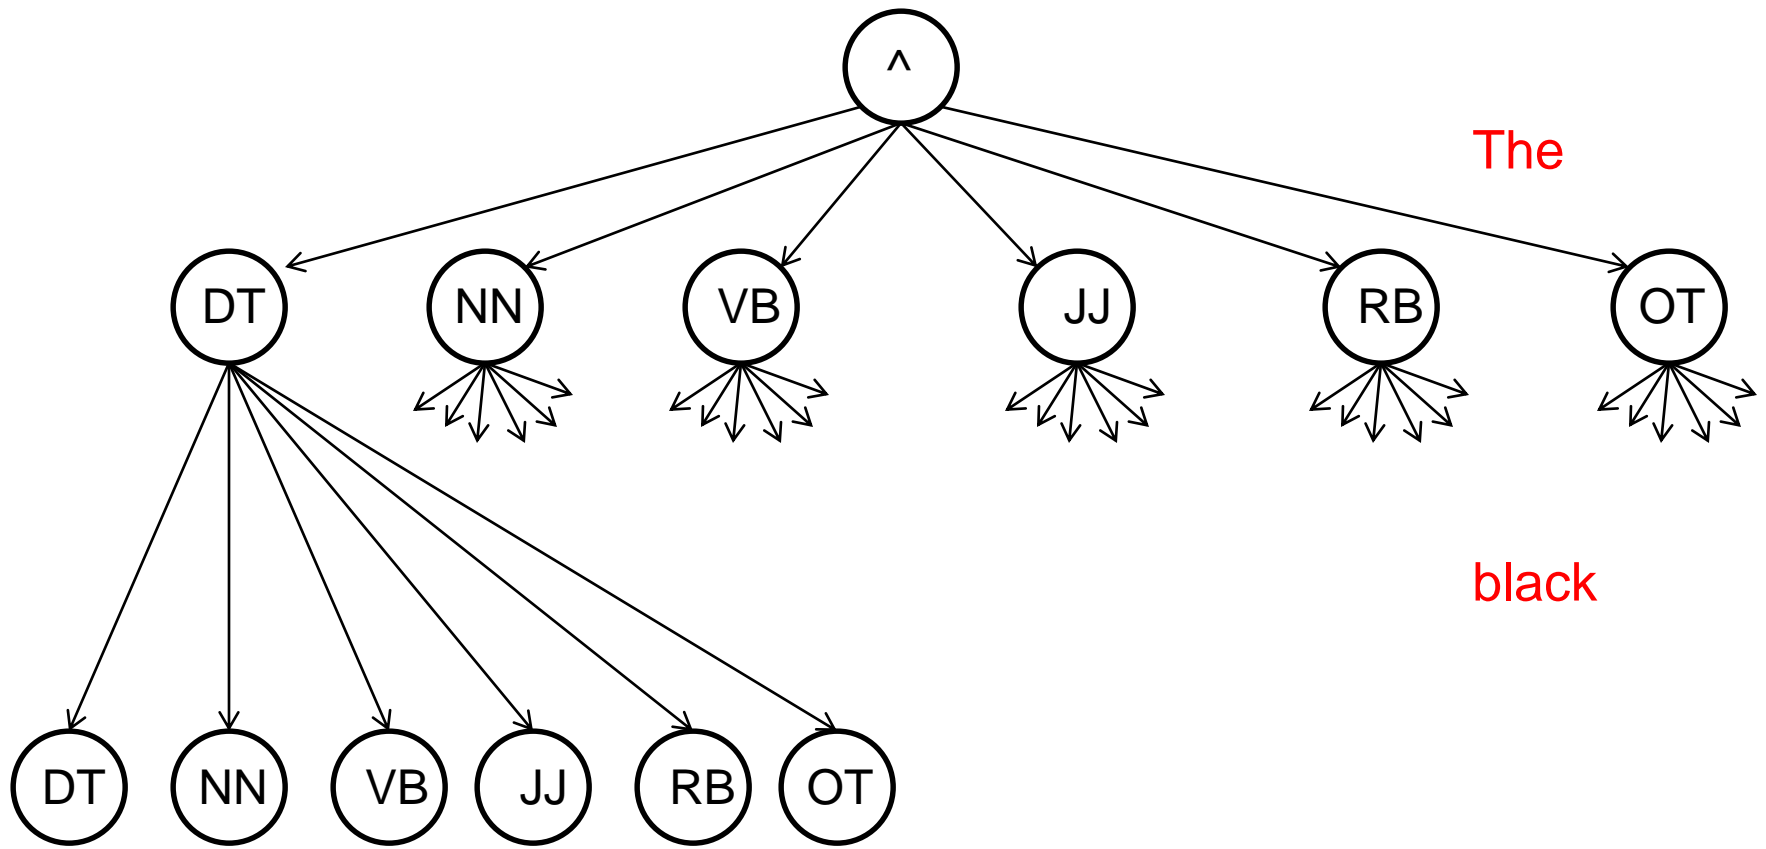 ^
The
DT NN VB JJ RB OT
black
DT NN VB JJ RB OT